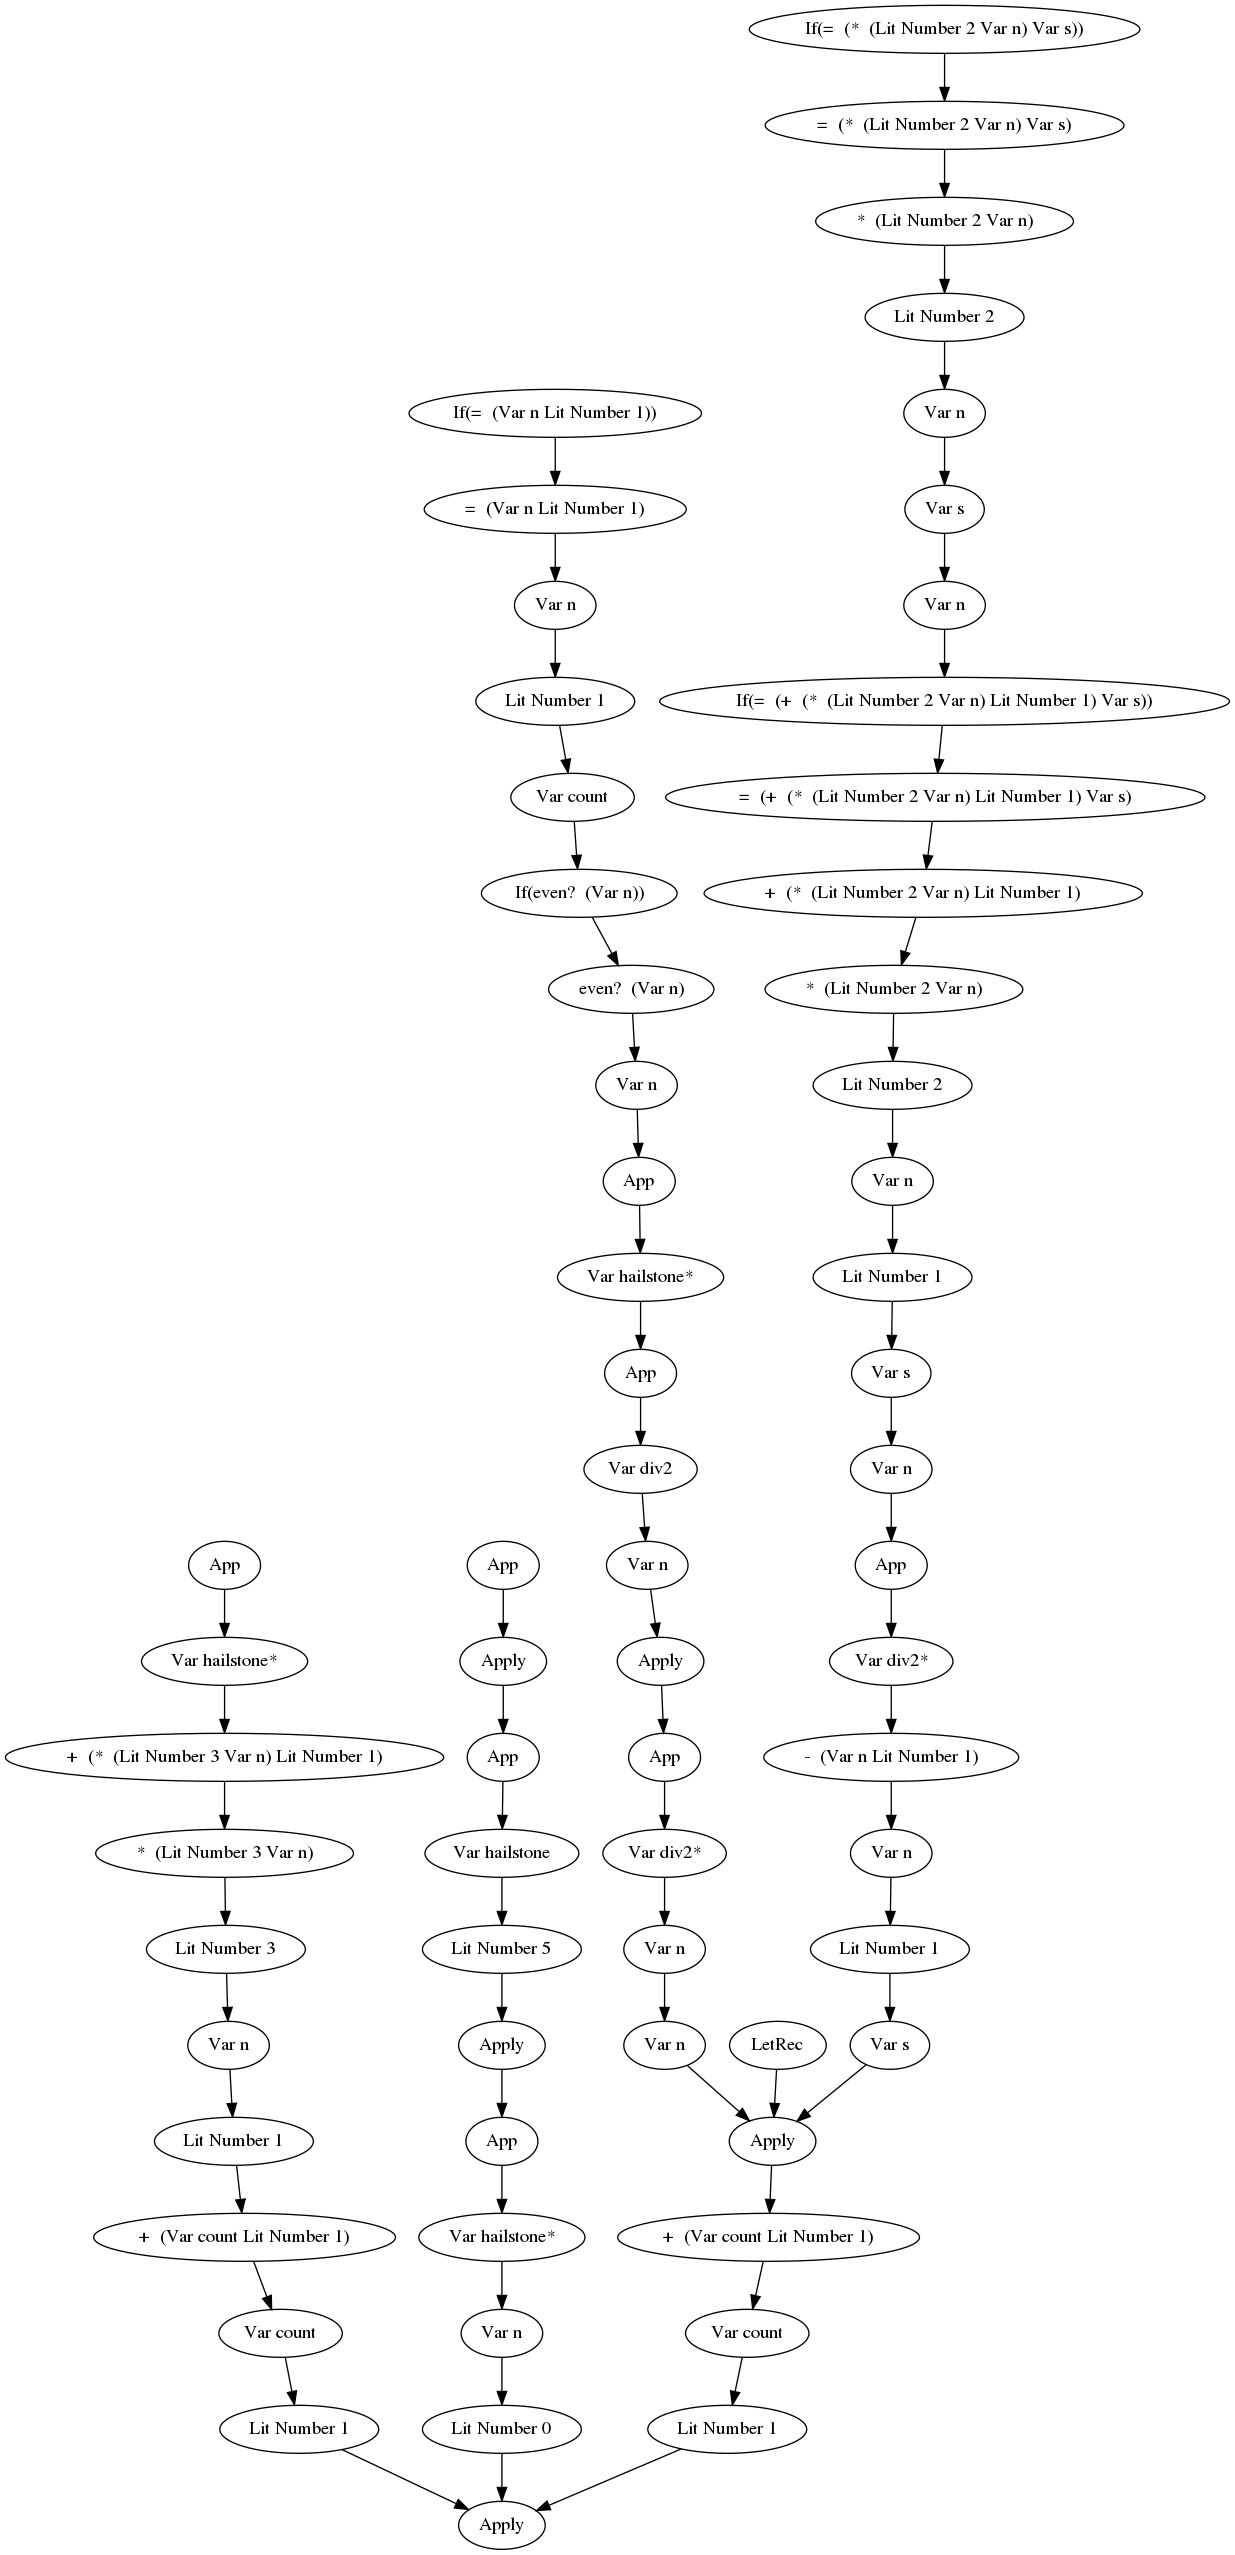 If(= (* (Lit Number 2 Var n) Var s))
= (* (Lit Number 2 Var n) Var s)
* (Lit Number 2 Var n)
Lit Number 2
If(= (Var n Lit Number 1))
Var n
= (Var n Lit Number 1)
Var s
Var n
Var n
Lit Number 1
If(= (+ (* (Lit Number 2 Var n) Lit Number 1) Var s))
Var count
= (+ (* (Lit Number 2 Var n) Lit Number 1) Var s)
If(even? (Var n))
+ (* (Lit Number 2 Var n) Lit Number 1)
even? (Var n)
* (Lit Number 2 Var n)
Var n
Lit Number 2
App
Var n
Var hailstone*
Lit Number 1
App
Var s
Var div2
Var n
App
App
Var n
App
Var hailstone*
Apply
Apply
Var div2*
+ (* (Lit Number 3 Var n) Lit Number 1)
App
App
- (Var n Lit Number 1)
* (Lit Number 3 Var n)
Var hailstone
Var div2*
Var n
Lit Number 3
Lit Number 5
Var n
Lit Number 1
Var n
Apply
Var n
LetRec
Var s
Lit Number 1
App
Apply
+ (Var count Lit Number 1)
Var hailstone*
+ (Var count Lit Number 1)
Var count
Var n
Var count
Lit Number 1
Lit Number 0
Lit Number 1
Apply